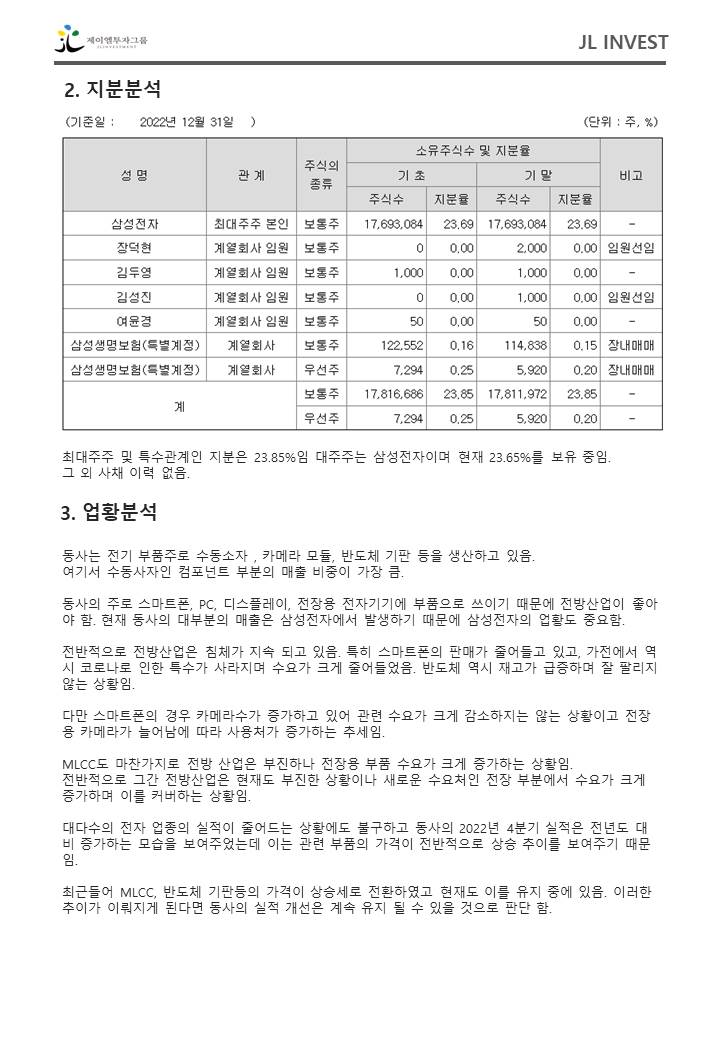 제이엘투자그룹
JLINVESTMENT
JL INVEST
2. 지분분석
(기준일 : 2022년 12월 31일 ) (단위 : 주, %)
성 명 관 계 주식의 종류 소유주식수 및 지분율 비고
기 초 기 말
주식수 지분율 주식수 지분율
삼성전자 최대주주 본인 보통주 17,693,084 23.69 17,693,084 23.69 -
장덕현 계열회사 임원 보통주 0 0.00 2,000 0.00 임원선임
김두영 계열회사 임원 보통주 1,000 0.00 1,000 0.00 -
김성진 계열회사 임원 보통주 0 0.00 1,000 0.00 임원선임
여윤경 계열회사 임원 보통주 50 0.00 50 0.00 -
삼성생명보험(특별계정) 계열회사 보통주 122,552 0.16 114,838 0.15 장내매매
삼성생명보험(특별계정) 계열회사 우선주 7,294 0.25 5,920 0.20 장내매매
계 보통주 17,816,686 23.85 17,811,972 23.85 -
우선주 7,294 0.25 5,920 0.20 -
최대주주 및 특수관계인 지분은 23.85%임 대주주는 삼성전자이며 현재 23.65%를 보유 중임.
그 외 사채 이력 없음.
3. 업황분석
동사는 전기 부품주로 수동소자 , 카메라 모듈, 반도체 기판 등을 생산하고 있음.
여기서 수동사자인 컴포넌트 부분의 매출 비중이 가장 큼.
동사의 주로 스마트폰, PC, 디스플레이, 전장용 전자기기에 부품으로 쓰이기 때문에 전방산업이 좋아
야 함. 현재 동사의 대부분의 매출은 삼성전자에서 발생하기 때문에 삼성전자의 업황도 중요함.
전반적으로 전방산업은 침체가 지속 되고 있음. 특히 스마트폰의 판매가 줄어들고 있고, 가전에서 역
시 코로나로 인한 특수가 사라지며 수요가 크게 줄어들었음. 반도체 역시 재고가 급증하며 잘 팔리지
않는 상황임.
다만 스마트폰의 경우 카메라수가 증가하고 있어 관련 수요가 크게 감소하지는 않는 상황이고 전장
용 카메라가 늘어남에 따라 사용처가 증가하는 추세임.
MLCC도 마찬가지로 전방 산업은 부진하나 전장용 부품 수요가 크게 증가하는 상황임.
전반적으로 그간 전방산업은 현재도 부진한 상황이나 새로운 수요처인 전장 부분에서 수요가 크게
증가하며 이를 커버하는 상황임.
대다수의 전자 업종의 실적이 줄어드는 상황에도 불구하고 동사의 2022년 4분기 실적은 전년도 대
비 증가하는 모습을 보여주었는데 이는 관련 부품의 가격이 전반적으로 상승 추이를 보여주기 때문
임.
최근들어 MLCC, 반도체 기판등의 가격이 상승세로 전환하였고 현재도 이를 유지 중에 있음. 이러한
추이가 이뤄지게 된다면 동사의 실적 개선은 계속 유지 될 수 있을 것으로 판단 함.